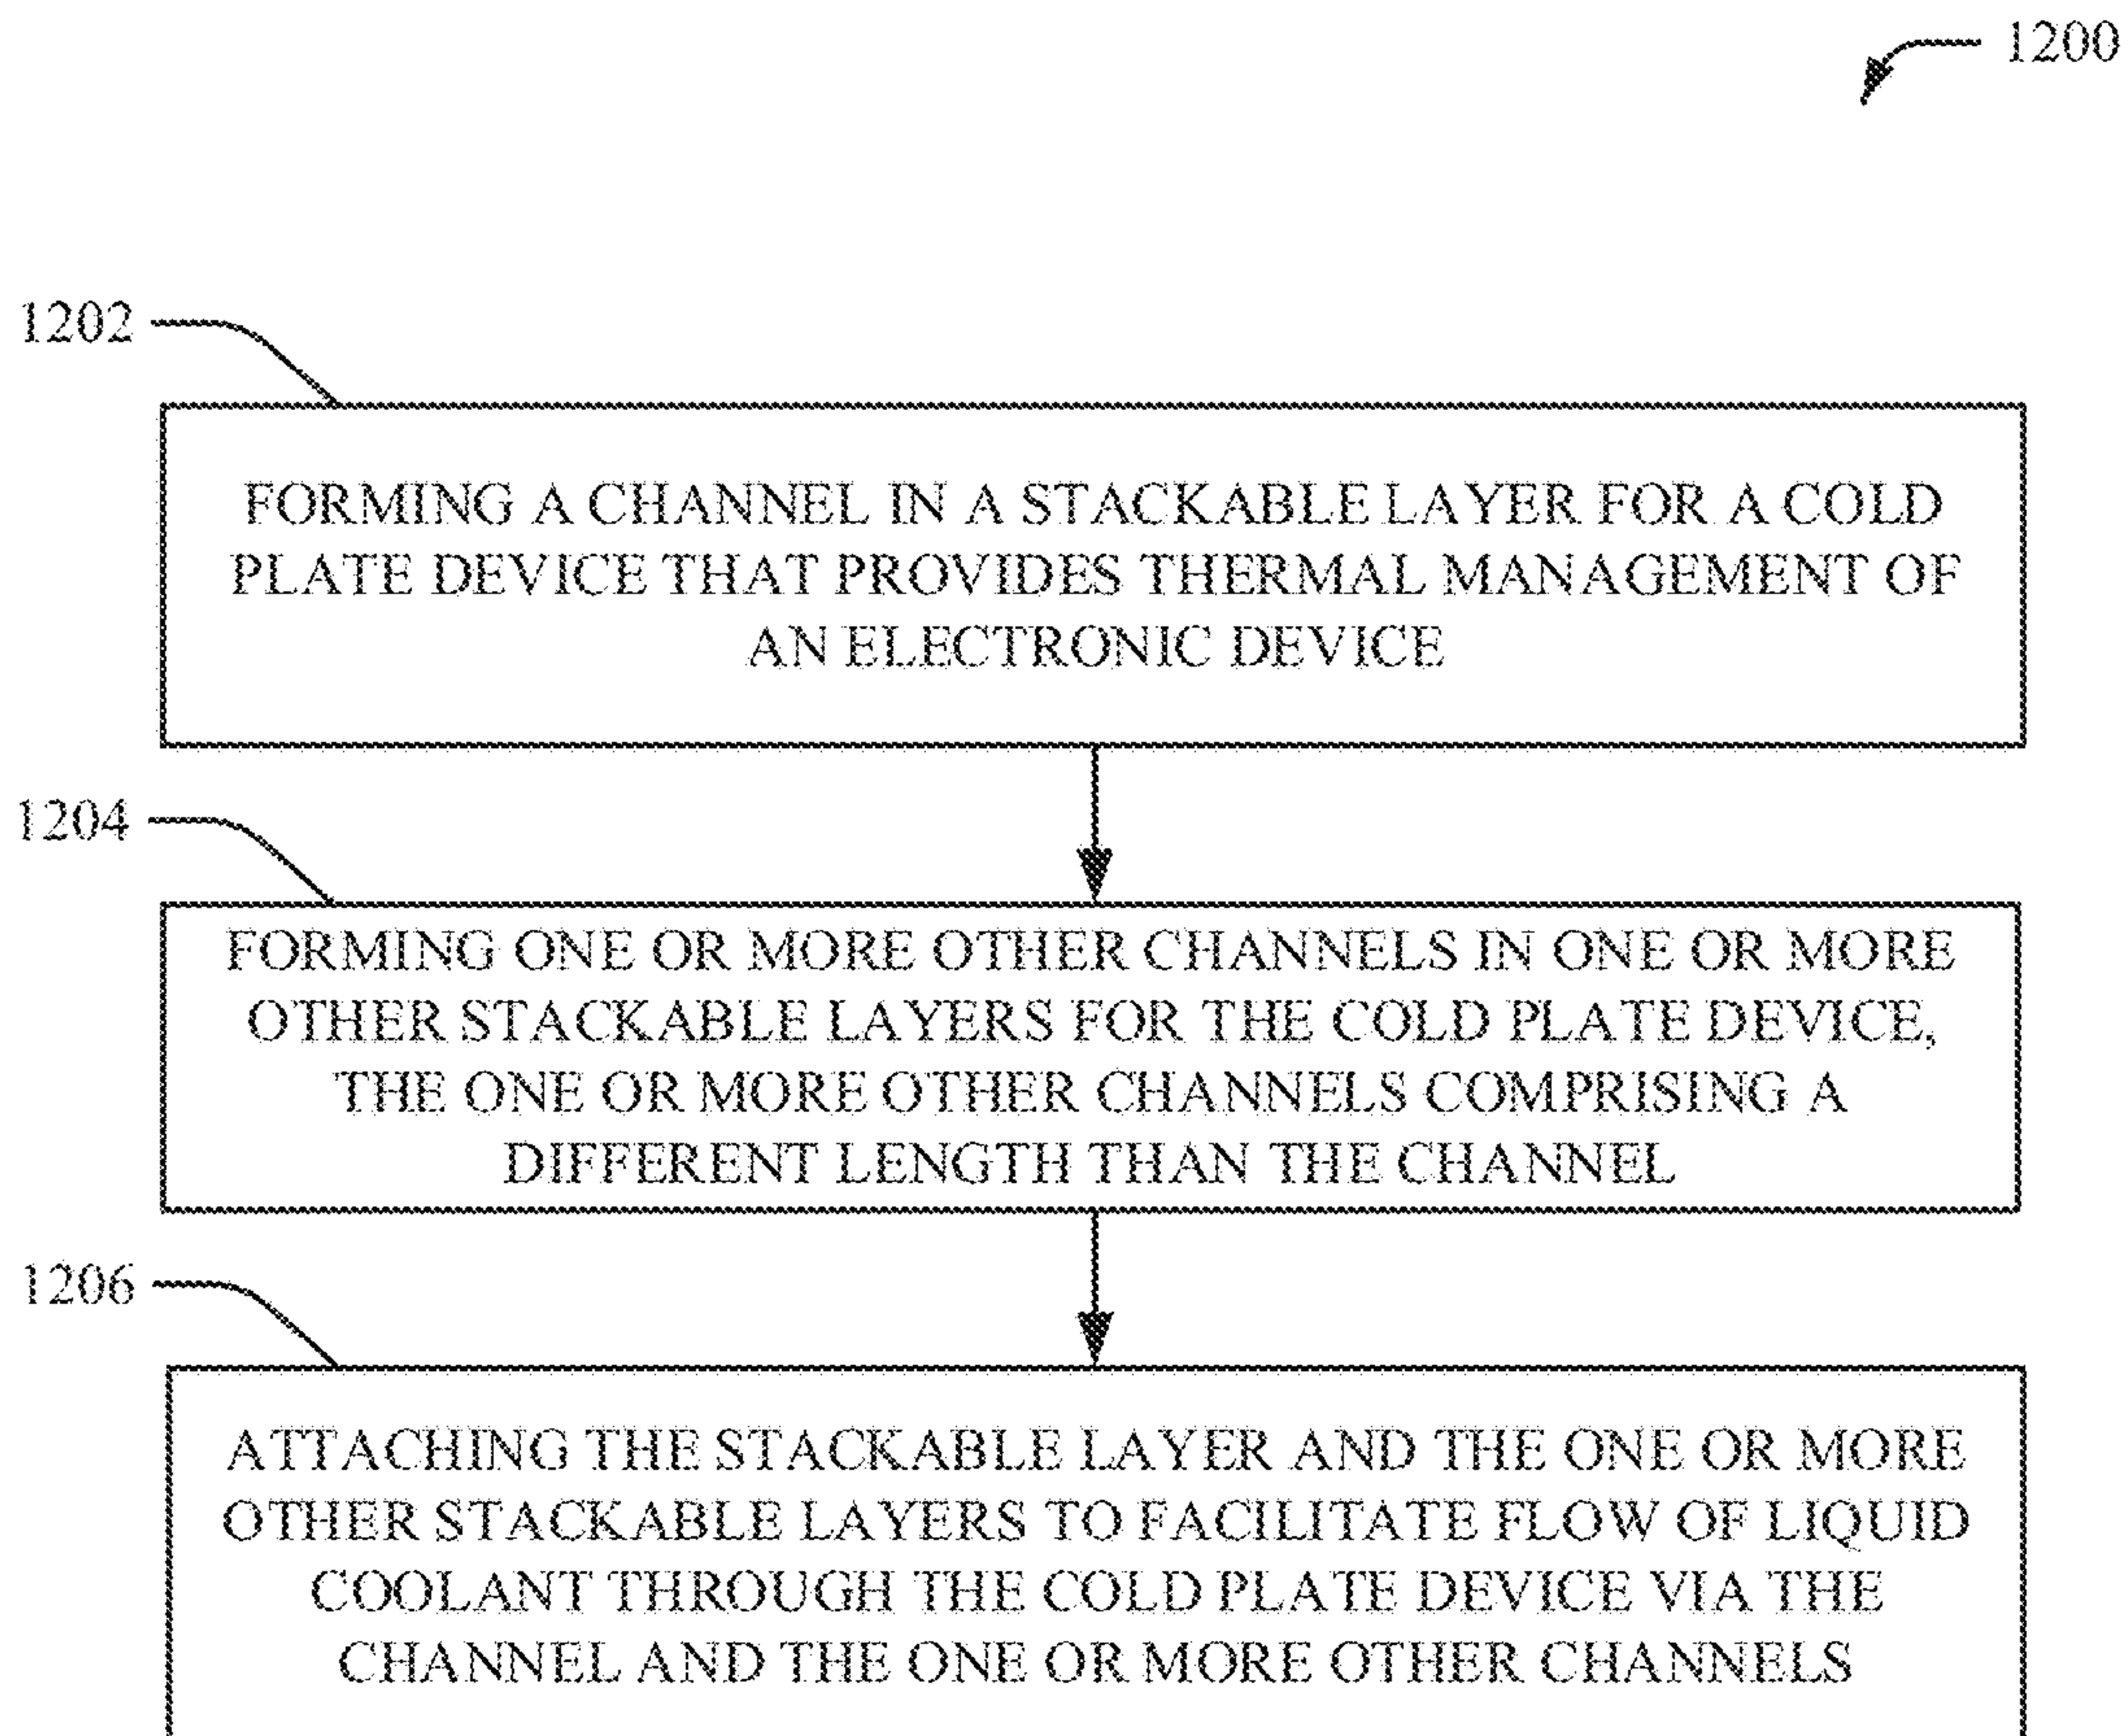 1200
1202
FORMING A CHANNEL IN A STACKABLE LAYER FOR A COLD
PLATE DEVICE THAT PROVIDES THERMAL MANAGEMENT OF
AN ELECTRONIC DEVICE
1204
FORMING ONE OR MORE OTHER CHANNELS IN ONE OR MORE
OTHER STACKABLE LAYERS FOR THE COLD PLATE DEVICE,
THE ONE OR MORE OTHER CHANNELS COMPRISING A
DIFFERENT LENGTH THAN THE CHANNEL
1206
ATTACHING THE STACKABLE LAYER AND THE ONE OR MORE
OTHER STACKABLE LAYERS TO FACILITATE FLOW OF LIQUID
COOLANT THROUGH THE COLD PLATE DEVICE VIA THE
CHANNEL AND THE ONE OR MORE OTHER CHANNELS